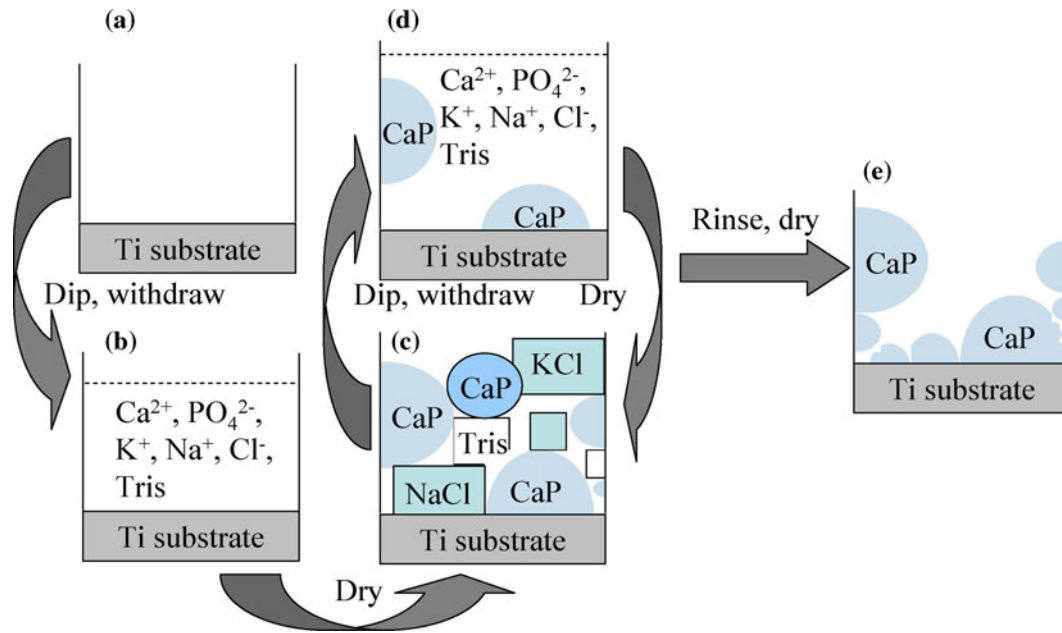 (a)
Ti substrate
Dip, withdraw
(b)
Ca²⁺, PO₄²⁻,
K⁺, Na⁺, Cl⁻,
Tris
Ti substrate
Dry
(d)
Ca²⁺, PO₄²⁻,
K⁺, Na⁺, Cl⁻,
Tris
CaP
CaP
Ti substrate
Dip, withdraw
Dry
(c)
KCl
CaP
CaP
Tris
NaCl
CaP
Ti substrate
Rinse, dry
(e)
CaP
CaP
Ti substrate